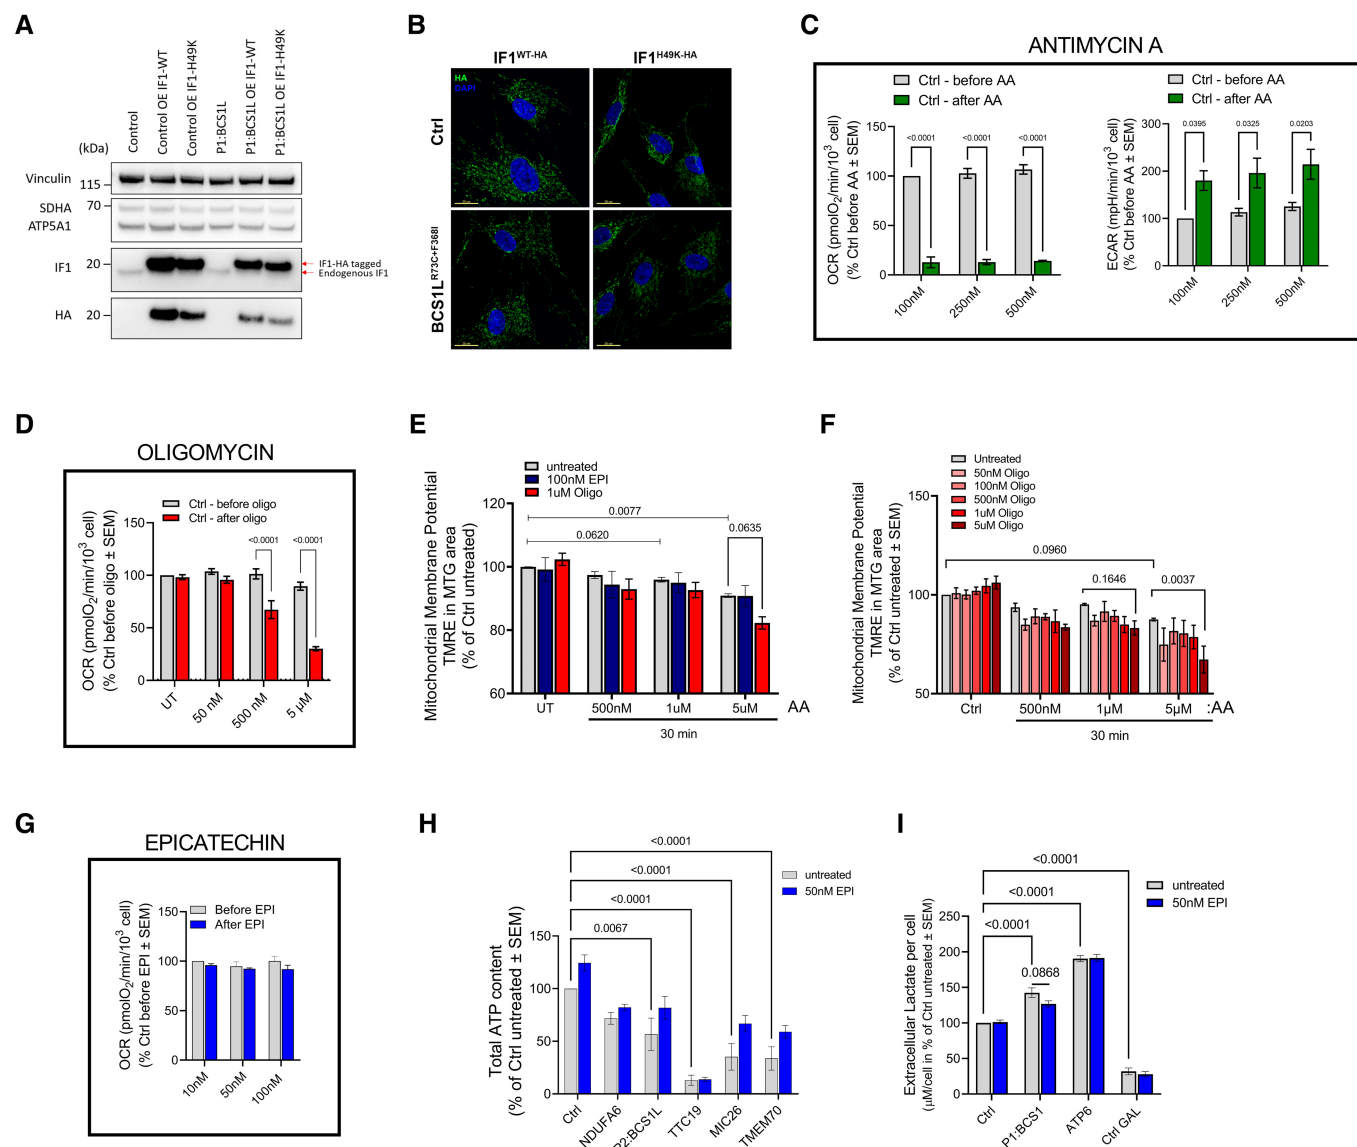 A
Control
Control OE IF1-WT
Control OE IF1-H49K
P1:BCS1L
P1:BCS1L OE IF1-WT
P1:BCS1L OE IF1-H49K
(kDa)
Vinculin
115
SDHA
70
ATP5A1
IF1
20
IF1-HA tagged
Endogenous IF1
HA
20
B
IF1WT-HA
IF1H49K-HA
HA
DAPI
Ctrl
BCS1LR73C+F368I
C
ANTIMYCIN A
Ctrl - before AA
Ctrl - after AA
OCR (pmolO2/min/10^3 cell)
(% Ctrl before AA ± SEM)
150
100
50
0
<0.0001
<0.0001
<0.0001
100nM
250nM
500nM
Ctrl - before AA
Ctrl - after AA
ECAR (mpH/min/10^3 cell)
(% Ctrl before AA ± SEM)
300
200
100
0
0.0395
0.0325
0.0203
100nM
250nM
500nM
D
OLIGOMYCIN
Ctrl - before oligo
Ctrl - after oligo
OCR (pmolO2/min/10^3 cell)
(% Ctrl before oligo ± SEM)
150
100
50
0
<0.0001
<0.0001
UT
50 nM
500 nM
5 µM
E
untreated
100nM EPI
1uM Oligo
Mitochondrial Membrane Potential
TMRE in MTG area
(% of Ctrl untreated)
120
100
80
60
0.0077
0.0620
0.0635
UT
500nM
1uM
5uM
AA
30 min
F
Untreated
50nM Oligo
100nM Oligo
500nM Oligo
1uM Oligo
5uM Oligo
Mitochondrial Membrane Potential
TMRE in MTG area
(% of Ctrl untreated ± SEM)
150
100
50
0.0960
0.1646
0.0037
Ctrl
500nM
1µM
5µM
:AA
30 min
G
EPICATECHIN
Before EPI
After EPI
OCR (pmolO2/min/10^3 cell)
(% Ctrl before EPI ± SEM)
150
100
50
0
10nM
50nM
100nM
H
untreated
50nM EPI
Total ATP content
(% of Ctrl untreated ± SEM)
150
100
50
0
<0.0001
<0.0001
<0.0001
0.0067
Ctrl
NDUFA6
P2:BCS1L
TTC19
MIC26
TMEM70
I
untreated
50nM EPI
Extracellular Lactate per cell
(µM/cell in % of Ctrl untreated ± SEM)
250
200
150
100
50
0
<0.0001
<0.0001
<0.0001
0.0868
Ctrl
P1:BCS1
ATP6
Ctrl GAL